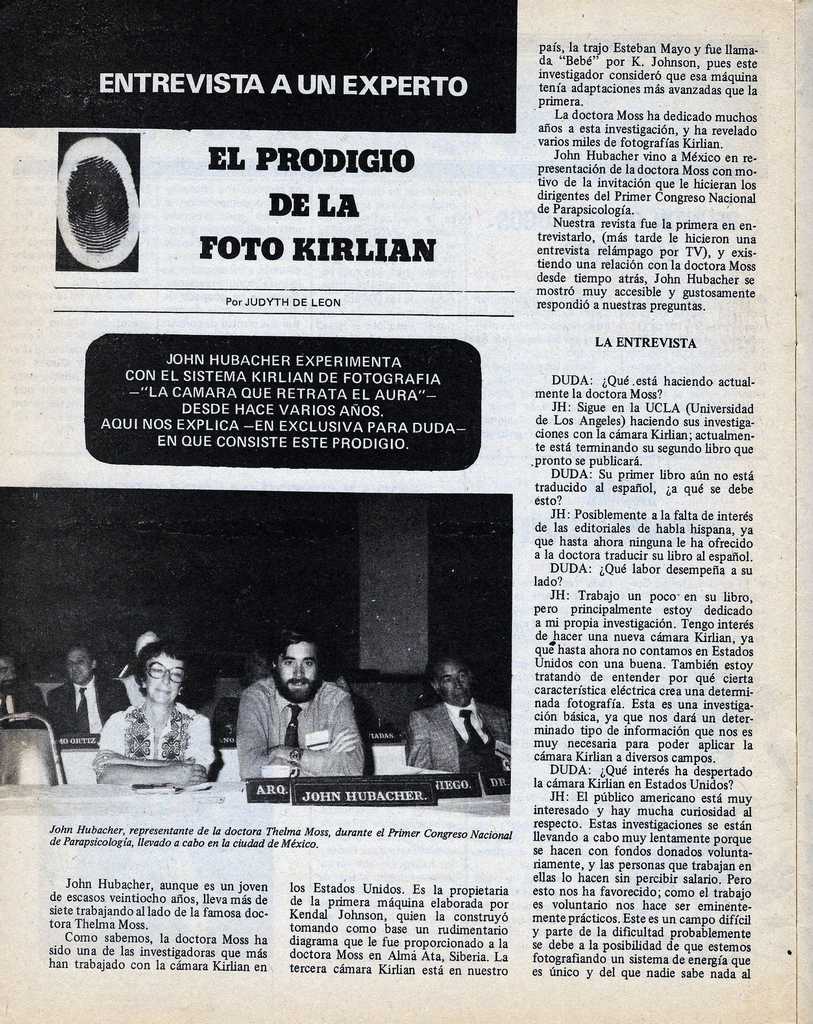 ENTREVISTA A UN EXPERTO
EL PRODIGIO
DE LA
FOTO KIRLIAN
Por JUDYTH DE LEON
JOHN HUBACHER EXPERIMENTA
CON EL SISTEMA KIRLIAN DE FOTOGRAFIA
—"LA CAMARA QUE RETRATA EL AURA"—
DESDE HACE VARIOS AÑOS.
AQUI NOS EXPLICA —EN EXCLUSIVA PARA DUDA—
EN QUE CONSISTE ESTE PRODIGIO.
MO ORTIZ
ARQ.
JOHN HUBACHER.
IEGO.
DR
John Hubacher, representante de la doctora Thelma Moss, durante el Primer Congreso Nacional
de Parapsicología, llevado a cabo en la ciudad de México.
John Hubacher, aunque es un joven
de escasos veintiocho años, lleva más de
siete trabajando al lado de la famosa doc-
tora Thelma Moss.
Como sabemos, la doctora Moss ha
sido una de las investigadoras que más
han trabajado con la cámara Kirlian en
los Estados Unidos. Es la propietaria
de la primera máquina elaborada por
Kendal Johnson, quien la construyó
tomando como base un rudimentario
diagrama que le fue proporcionado a la
doctora Moss en Alma Ata, Siberia. La
tercera cámara Kirlian está en nuestro
país, la trajo Esteban Mayo y fue llama-
da "Bebé" por K. Johnson, pues este
investigador consideró que esa máquina
tenía adaptaciones más avanzadas que la
primera.
La doctora Moss ha dedicado muchos
años a esta investigación, y ha revelado
varios miles de fotografías Kirlian.
John Hubacher vino a México en re-
presentación de la doctora Moss con mo-
tivo de la invitación que le hicieran los
dirigentes del Primer Congreso Nacional
de Parapsicología.
Nuestra revista fue la primera en en-
trevistarlo, (más tarde le hicieron una
entrevista relámpago por TV), y exis-
tiendo una relación con la doctora Moss
desde tiempo atrás, John Hubacher se
mostró muy accesible y gustosamente
respondió a nuestras preguntas.
LA ENTREVISTA
DUDA: ¿Qué está haciendo actual-
mente la doctora Moss?
JH: Sigue en la UCLA (Universidad
de Los Angeles) haciendo sus investiga-
ciones con la cámara Kirlian; actualmen-
te está terminando su segundo libro que
pronto se publicará.
DUDA: Su primer libro aún no está
traducido al español, ¿a qué se debe
ésto?
JH: Posiblemente a la falta de interés
de las editoriales de habla hispana, ya
que hasta ahora ninguna le ha ofrecido
a la doctora traducir su libro al español.
DUDA: ¿Qué labor desempeña a su
lado?
JH: Trabajo un poco en su libro,
pero principalmente estoy dedicado
a mi propia investigación. Tengo interés
de hacer una nueva cámara Kirlian, ya
que hasta ahora no contamos en Estados
Unidos con una buena. También estoy
tratando de entender por qué cierta
característica eléctrica crea una determi-
nada fotografía. Esta es una investiga-
ción básica, ya que nos dará un deter-
minado tipo de información que nos es
muy necesaria para poder aplicar la
cámara Kirlian a diversos campos.
DUDA: ¿Qué interés ha despertado
la cámara Kirlian en Estados Unidos?
JH: El público americano está muy
interesado y hay mucha curiosidad al
respecto. Estas investigaciones se están
llevando a cabo muy lentamente porque
se hacen con fondos donados volunta-
riamente, y las personas que trabajan en
ellas lo hacen sin percibir salario. Pero
esto nos ha favorecido; como el trabajo
es voluntario nos hace ser eminente-
mente prácticos. Este es un campo difícil
y parte de la dificultad probablemente
se debe a la posibilidad de que estemos
fotografiando un sistema de energía que
es único y del que nadie sabe nada al